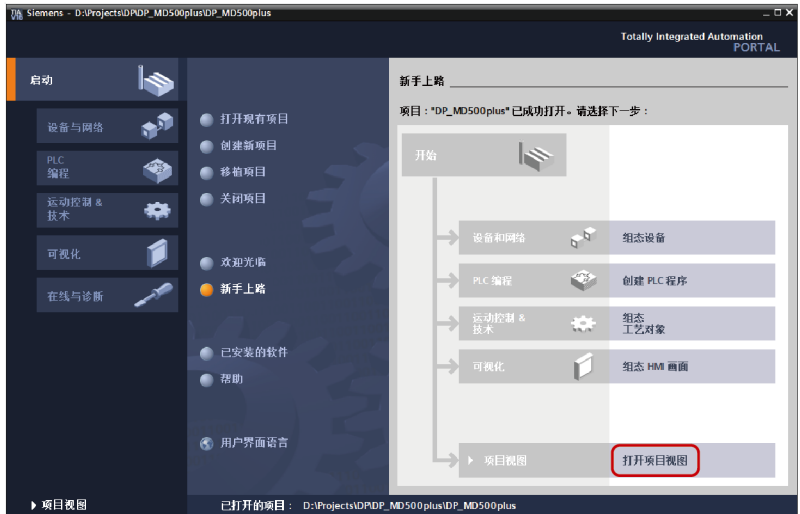 TIA
V16
Siemens - D:\Projects\DP\DP_MD500plus\DP_MD500plus
Totally Integrated Automation
PORTAL
启动
设备与网络
PLC
编程
运动控制 &
技术
可视化
在线与诊断
打开现有项目
创建新项目
移植项目
关闭项目
欢迎光临
新手上路
已安装的软件
帮助
用户界面语言
新手上路
项目："DP_MD500plus" 已成功打开。请选择下一步：
开始
设备和网络
组态设备
PLC 编程
创建 PLC 程序
运动控制 &
技术
组态
工艺对象
可视化
组态 HMI 画面
项目视图
打开项目视图
项目视图
已打开的项目： D:\Projects\DP\DP_MD500plus\DP_MD500plus